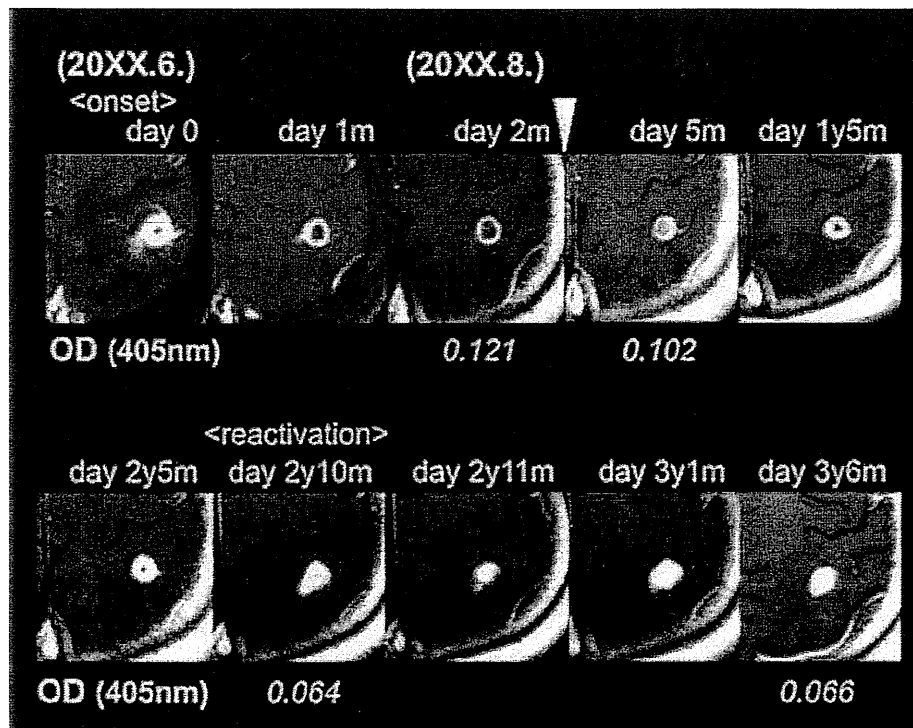 (20XX.6.) (20XX.8.)
<onset>
day 0 day 1m day 2m day 5m day 1y5m
OD (405nm) 0.121 0.102
<reactivation>
day 2y5m day 2y10m day 2y11m day 3y1m day 3y6m
OD (405nm) 0.064 0.066